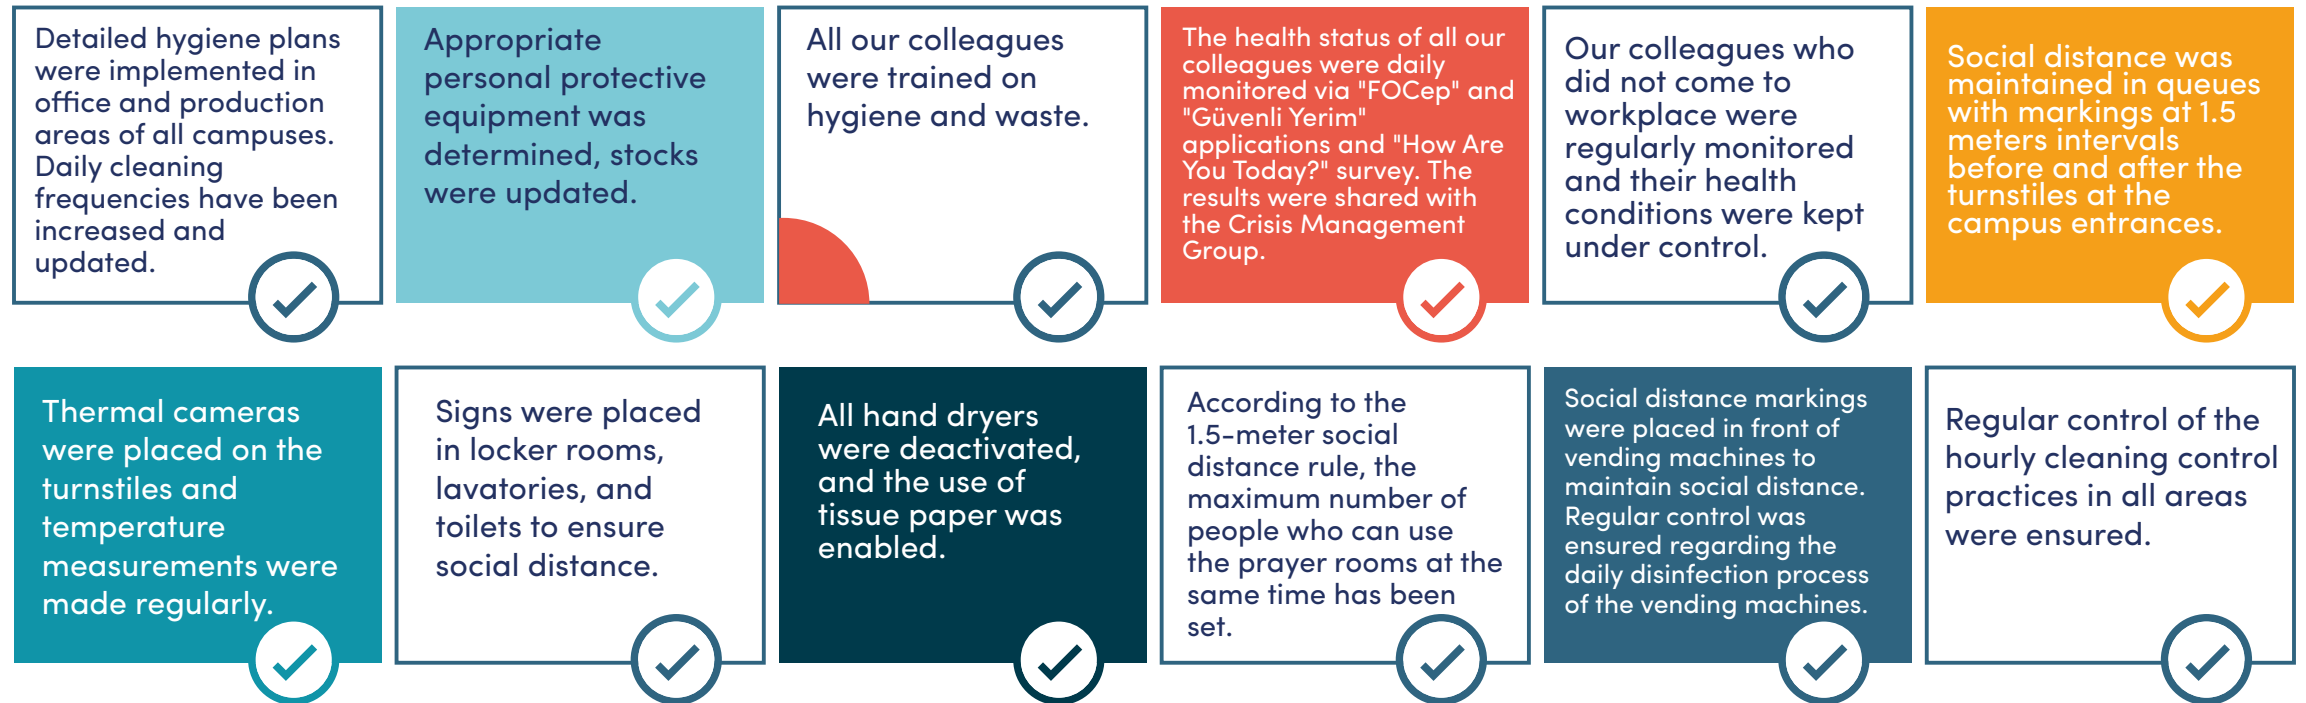 Detailed hygiene plans
were implemented in
office and production
areas of all campuses.
Daily cleaning
frequencies have been
increased and
updated.
Appropriate
personal protective
equipment was
determined, stocks
were updated.
All our colleagues
were trained on
hygiene and waste.
The health status of all our
colleagues were daily
monitored via "FOCep" and
"Güvenli Yerim"
applications and "How Are
You Today?" survey. The
results were shared with
the Crisis Management
Group.
Our colleagues who
did not come to
workplace were
regularly monitored
and their health
conditions were kept
under control.
Social distance was
maintained in queues
with markings at 1.5
meters intervals
before and after the
turnstiles at the
campus entrances.
Thermal cameras
were placed on the
turnstiles and
temperature
measurements were
made regularly.
Signs were placed
in locker rooms,
lavatories, and
toilets to ensure
social distance.
All hand dryers
were deactivated,
and the use of
tissue paper was
enabled.
According to the
1.5-meter social
distance rule, the
maximum number of
people who can use
the prayer rooms at the
same time has been
set.
Social distance markings
were placed in front of
vending machines to
maintain social distance.
Regular control was
ensured regarding the
daily disinfection process
of the vending machines.
Regular control of the
hourly cleaning control
practices in all areas
were ensured.